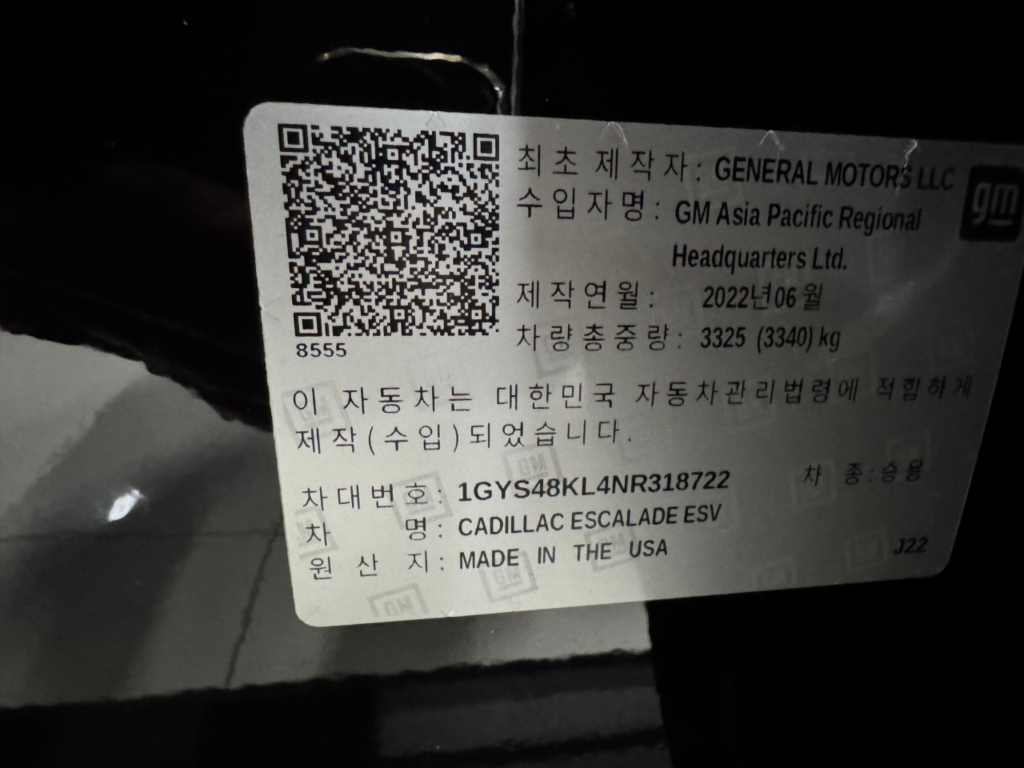 최초제작자: GENERAL MOTORS LLC
gm
수입자명: GM Asia Pacific Regional
Headquarters Ltd.
제작연월: 2022년06월
차량총중량: 3325 (3340) kg
8555
이 자동차는 대한민국 자동차관리법령에 적합하게
제작(수입)되었습니다.
차대번호: 1GYS48KL4NR318722 차 종:승용
차 명: CADILLAC ESCALADE ESV
원 산 지: MADE IN THE USA
J22
GM
GM
GM